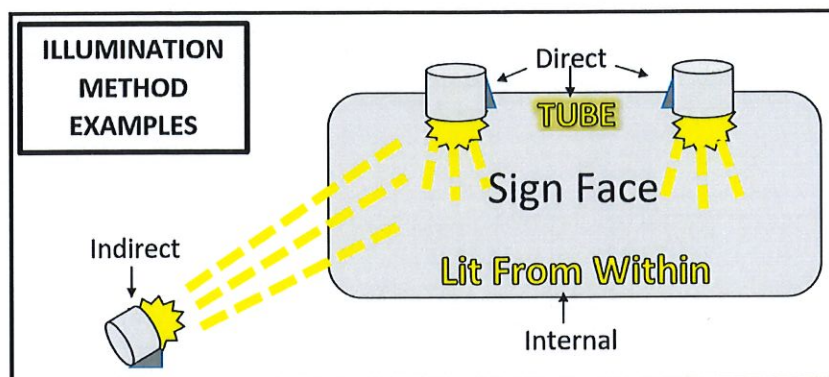 ILLUMINATION
METHOD
EXAMPLES
Direct
TUBE
Sign Face
Indirect
Lit From Within
Internal